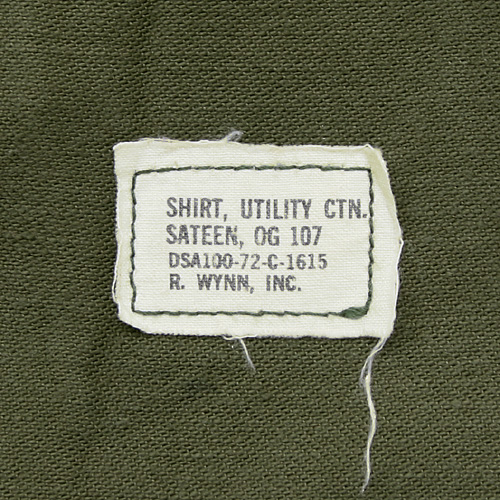 SHIRT, UTILITY CTN.
SATEEN, OG 107
DSA100-72-C-1615
R. WYNN, INC.